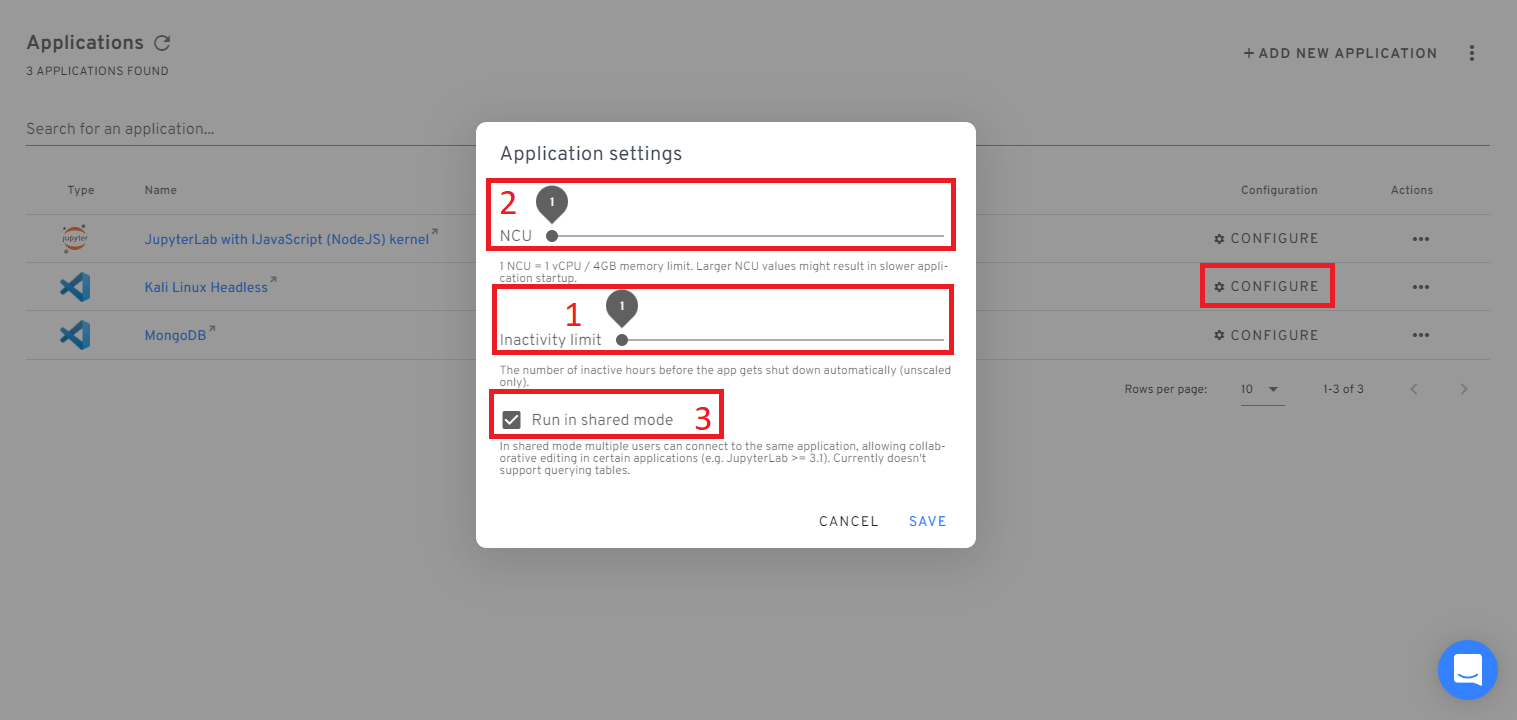 Applications
3 APPLICATIONS FOUND
+ ADD NEW APPLICATION
Search for an application...
Type Name Configuration Actions
jupyter JupyterLab with IJavaScript (NodeJS) kernel CONFIGURE
Kali Linux Headless CONFIGURE
MongoDB CONFIGURE
Rows per page: 10 1-3 of 3
Application settings
2 1
NCU
1 NCU = 1 vCPU / 4GB memory limit. Larger NCU values might result in slower appli-
cation startup.
1 1
Inactivity limit
The number of inactive hours before the app gets shut down automatically (unscaled
only).
Run in shared mode 3
In shared mode multiple users can connect to the same application, allowing collab-
orative editing in certain applications (e.g. JupyterLab >= 3.1). Currently doesn't
support querying tables.
CANCEL SAVE